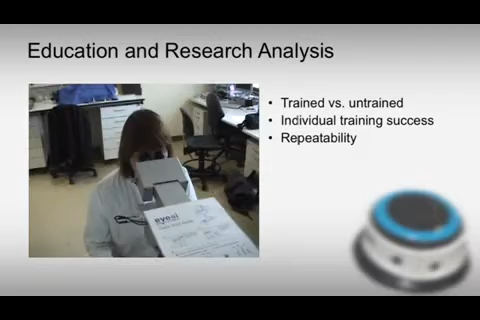 Education and Research Analysis
• Trained vs. untrained
• Individual training success
• Repeatability
eyesi